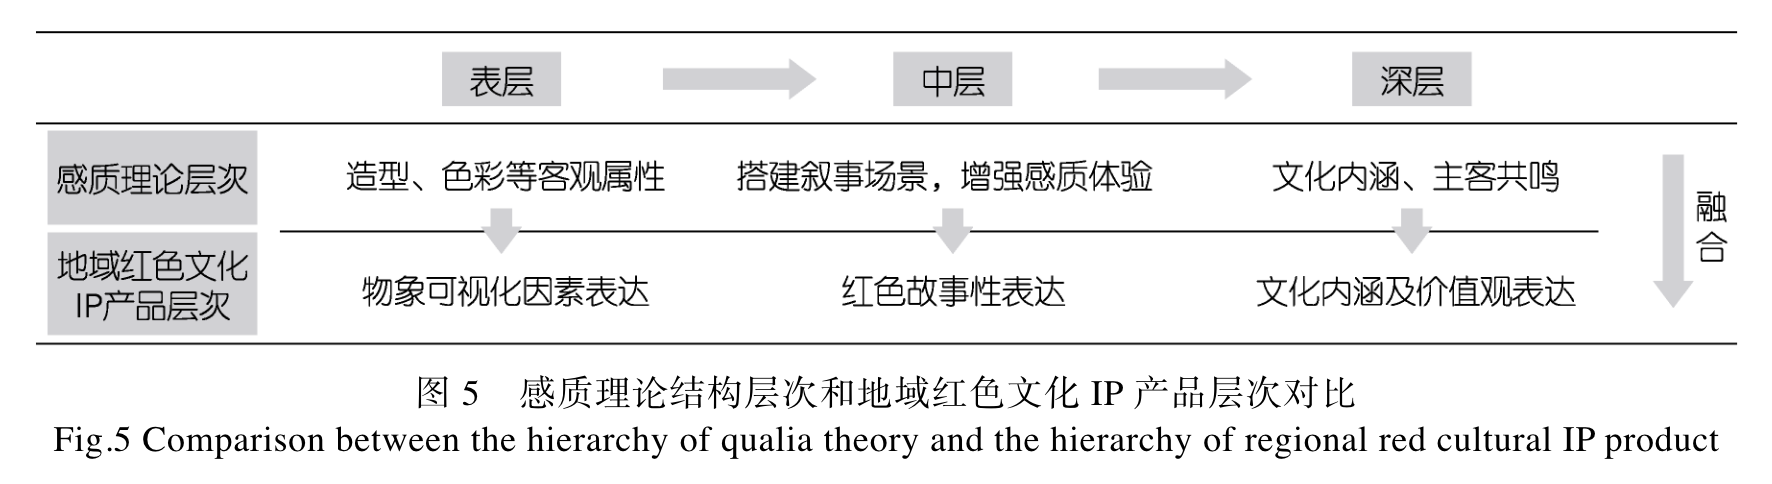 表层 中层 深层
感质理论层次 造型、色彩等客观属性 搭建叙事场景，增强感质体验 文化内涵、主客共鸣
融合
地域红色文化
IP产品层次 物象可视化因素表达 红色故事性表达 文化内涵及价值观表达
图 5 感质理论结构层次和地域红色文化 IP 产品层次对比
Fig.5 Comparison between the hierarchy of qualia theory and the hierarchy of regional red cultural IP product